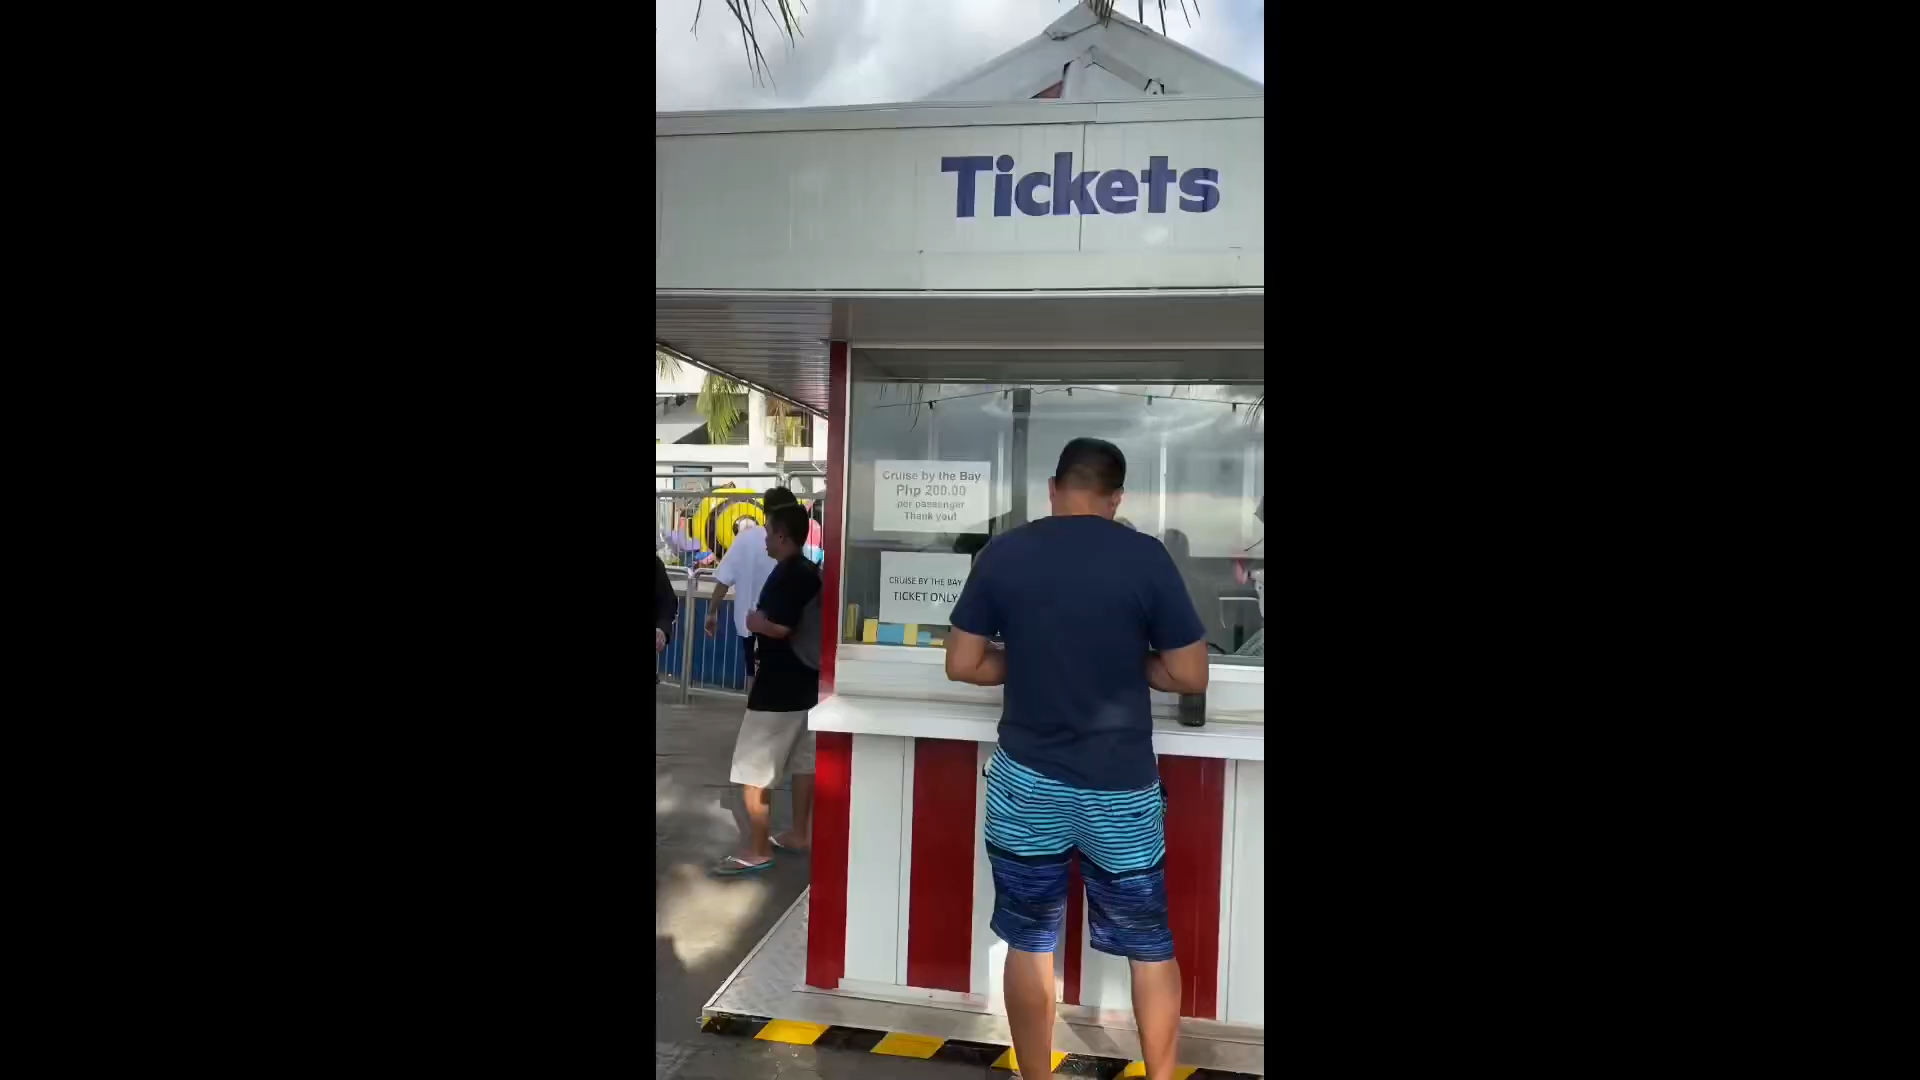 Tickets
Cruise by the Bay
Php 200.00
per passenger
Thank you!
CRUISE BY THE BAY
TICKET ONLY